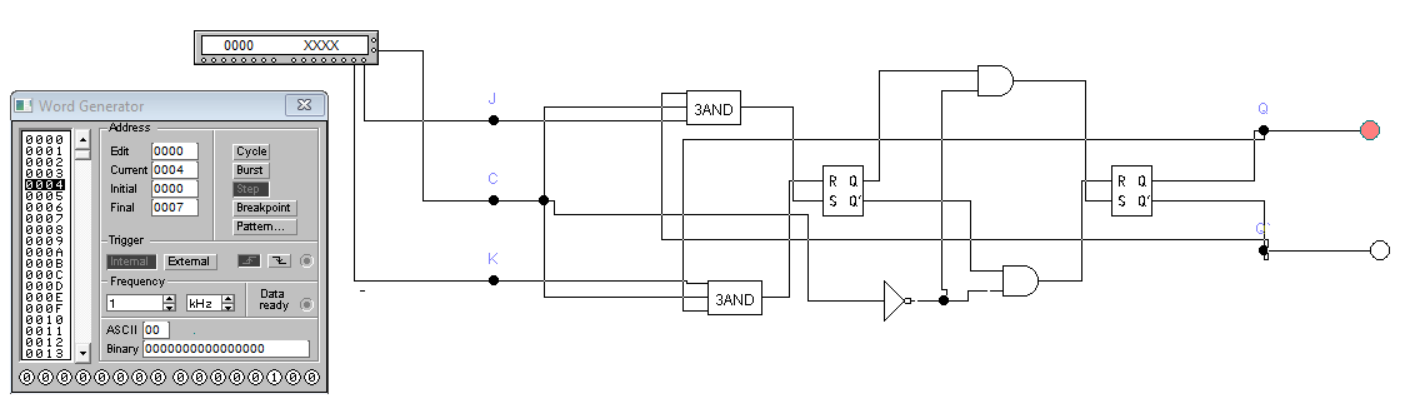 0000 XXXX
Word Generator
0000
0001
0002
0003
0004
0005
0006
0007
0008
0009
000A
000B
000C
000D
000E
000F
0010
0011
0012
0013
Address
Edit 0000
Current 0004
Initial 0000
Final 0007
Cycle
Burst
Step
Breakpoint
Pattern...
Trigger
Internal External
Frequency
1 kHz
Data
ready
ASCII 00 .
Binary 0000000000000000
0 0 0 0 0 0 0 0 0 0 0 0 0 1 0 0
J
C
K
3AND
3AND
R Q
S Q'
R Q
S Q'
Q
Q'